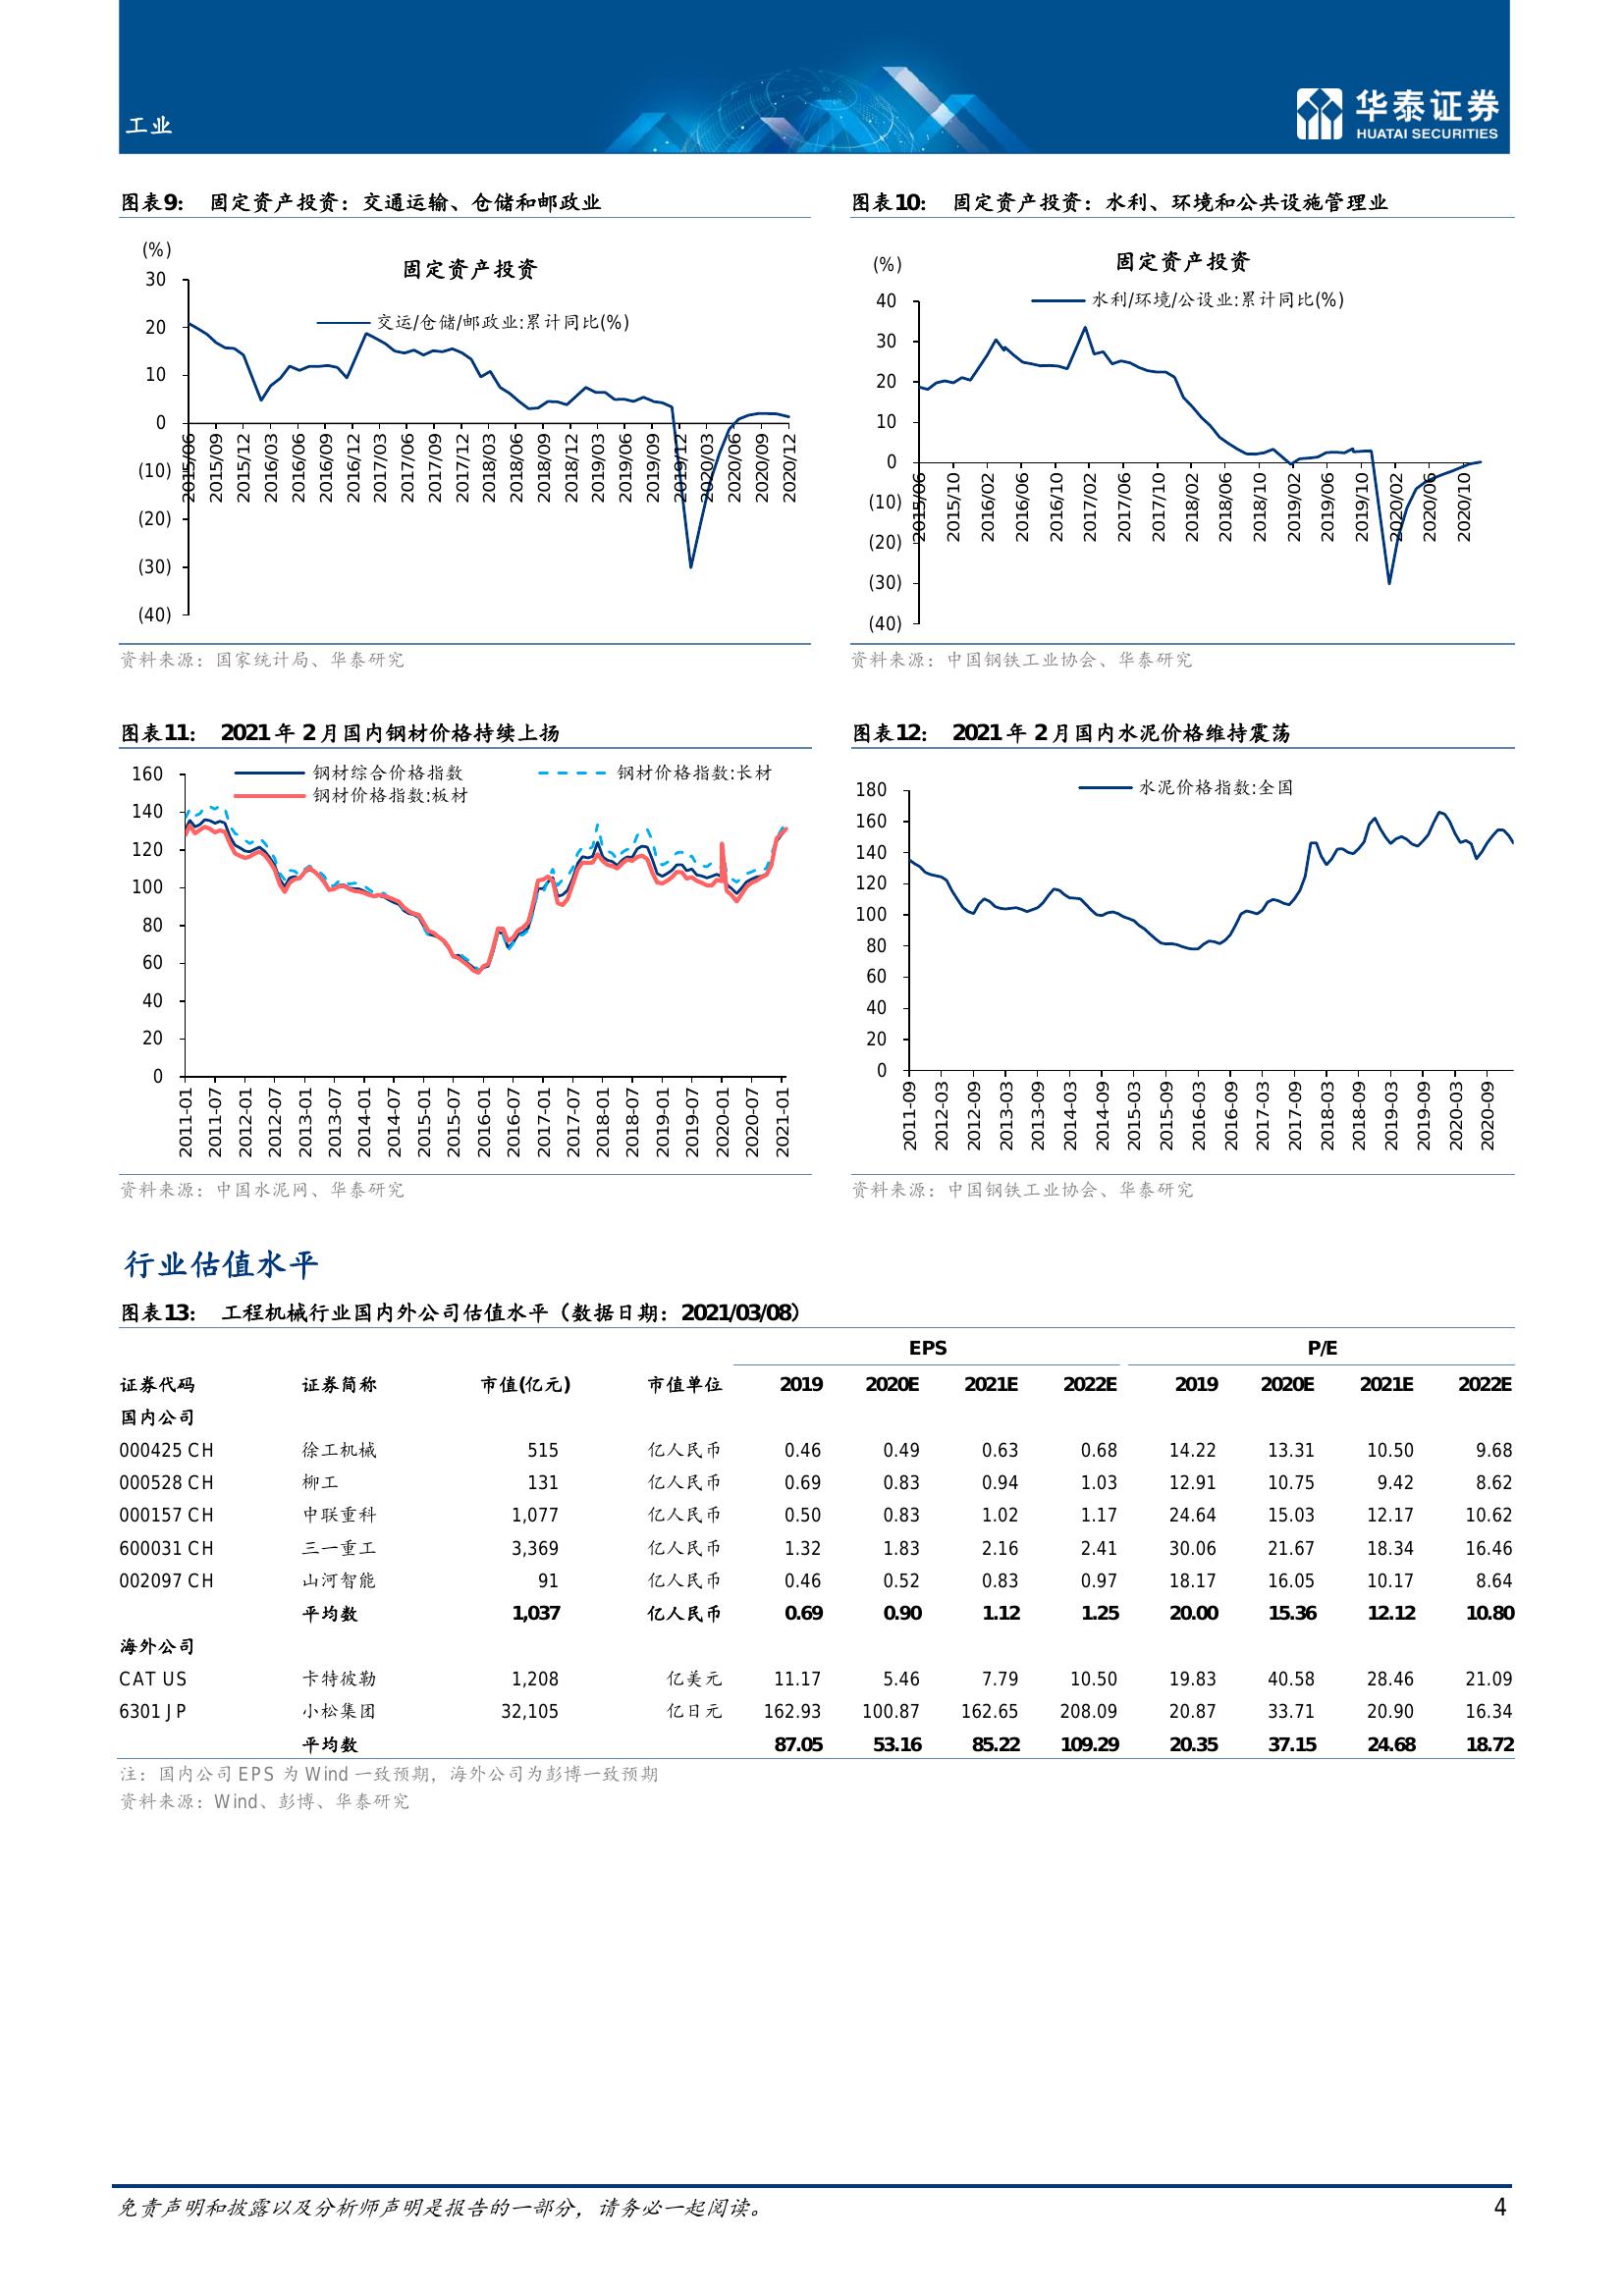 工业
华泰证券
HUATAI SECURITIES
图表9: 固定资产投资：交通运输、仓储和邮政业
(%)
固定资产投资
交运/仓储/邮政业:累计同比(%)
30
20
10
0
(10)
(20)
(30)
(40)
2015/06 2015/09 2015/12 2016/03 2016/06 2016/09 2016/12 2017/03 2017/06 2017/09 2017/12 2018/03 2018/06 2018/09 2018/12 2019/03 2019/06 2019/09 2019/12 2020/03 2020/06 2020/09 2020/12
资料来源：国家统计局、华泰研究
图表10: 固定资产投资：水利、环境和公共设施管理业
(%)
固定资产投资
水利/环境/公设业:累计同比(%)
40
30
20
10
0
(10)
(20)
(30)
(40)
2015/06 2015/10 2016/02 2016/06 2016/10 2017/02 2017/06 2017/10 2018/02 2018/06 2018/10 2019/02 2019/06 2019/10 2020/02 2020/06 2020/10
资料来源：中国钢铁工业协会、华泰研究
图表11: 2021 年 2 月国内钢材价格持续上扬
钢材综合价格指数 钢材价格指数:长材
钢材价格指数:板材
160
140
120
100
80
60
40
20
0
2011-01 2011-07 2012-01 2012-07 2013-01 2013-07 2014-01 2014-07 2015-01 2015-07 2016-01 2016-07 2017-01 2017-07 2018-01 2018-07 2019-01 2019-07 2020-01 2020-07 2021-01
资料来源：中国水泥网、华泰研究
图表12: 2021 年 2 月国内水泥价格维持震荡
水泥价格指数:全国
180
160
140
120
100
80
60
40
20
0
2011-09 2012-03 2012-09 2013-03 2013-09 2014-03 2014-09 2015-03 2015-09 2016-03 2016-09 2017-03 2017-09 2018-03 2018-09 2019-03 2019-09 2020-03 2020-09
资料来源：中国钢铁工业协会、华泰研究
行业估值水平
图表13: 工程机械行业国内外公司估值水平（数据日期：2021/03/08）
EPS P/E
证券代码 证券简称 市值(亿元) 市值单位 2019 2020E 2021E 2022E 2019 2020E 2021E 2022E
国内公司
000425 CH 徐工机械 515 亿人民币 0.46 0.49 0.63 0.68 14.22 13.31 10.50 9.68
000528 CH 柳工 131 亿人民币 0.69 0.83 0.94 1.03 12.91 10.75 9.42 8.62
000157 CH 中联重科 1,077 亿人民币 0.50 0.83 1.02 1.17 24.64 15.03 12.17 10.62
600031 CH 三一重工 3,369 亿人民币 1.32 1.83 2.16 2.41 30.06 21.67 18.34 16.46
002097 CH 山河智能 91 亿人民币 0.46 0.52 0.83 0.97 18.17 16.05 10.17 8.64
平均数 1,037 亿人民币 0.69 0.90 1.12 1.25 20.00 15.36 12.12 10.80
海外公司
CAT US 卡特彼勒 1,208 亿美元 11.17 5.46 7.79 10.50 19.83 40.58 28.46 21.09
6301 JP 小松集团 32,105 亿日元 162.93 100.87 162.65 208.09 20.87 33.71 20.90 16.34
平均数 87.05 53.16 85.22 109.29 20.35 37.15 24.68 18.72
注：国内公司 EPS 为 Wind 一致预期，海外公司为彭博一致预期
资料来源：Wind、彭博、华泰研究
免责声明和披露以及分析师声明是报告的一部分，请务必一起阅读。 4